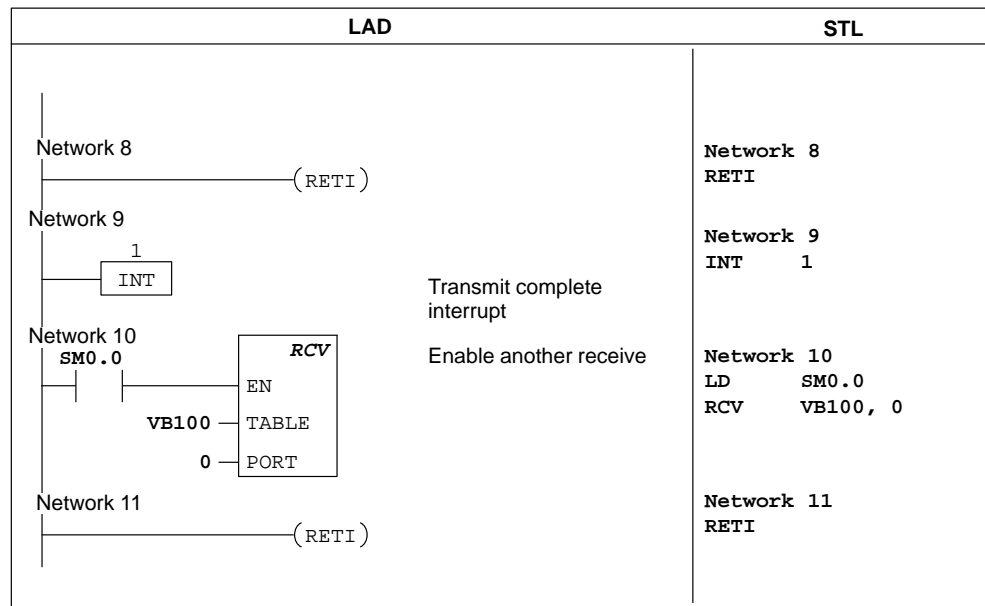 LAD
STL
Network 8
(RETI)
Network 9
1
INT
Transmit complete
interrupt
Network 10
SM0.0
RCV
Enable another receive
EN
VB100
TABLE
0
PORT
Network 11
(RETI)
Network 8
RETI
Network 9
INT 1
Network 10
LD SM0.0
RCV VB100, 0
Network 11
RETI